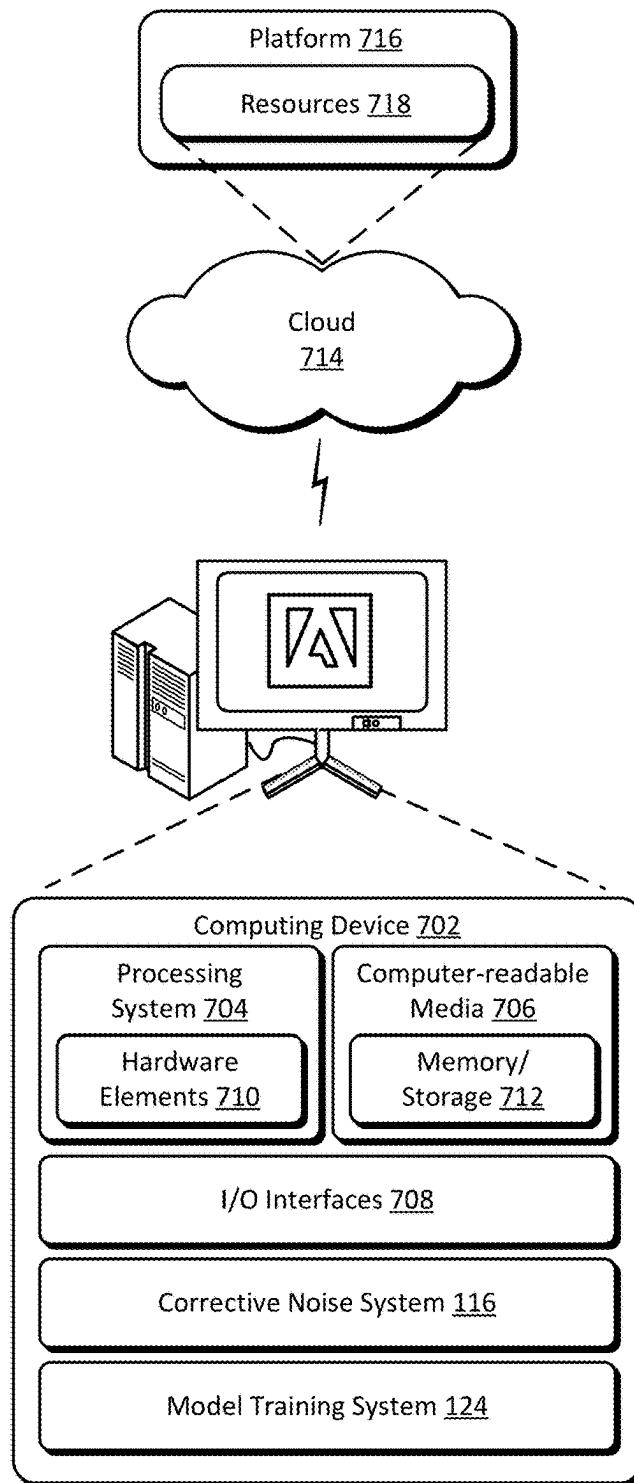 Platform 716
Resources 718
Cloud
714
Computing Device 702
Processing
System 704
Hardware
Elements 710
Computer-readable
Media 706
Memory/
Storage 712
I/O Interfaces 708
Corrective Noise System 116
Model Training System 124